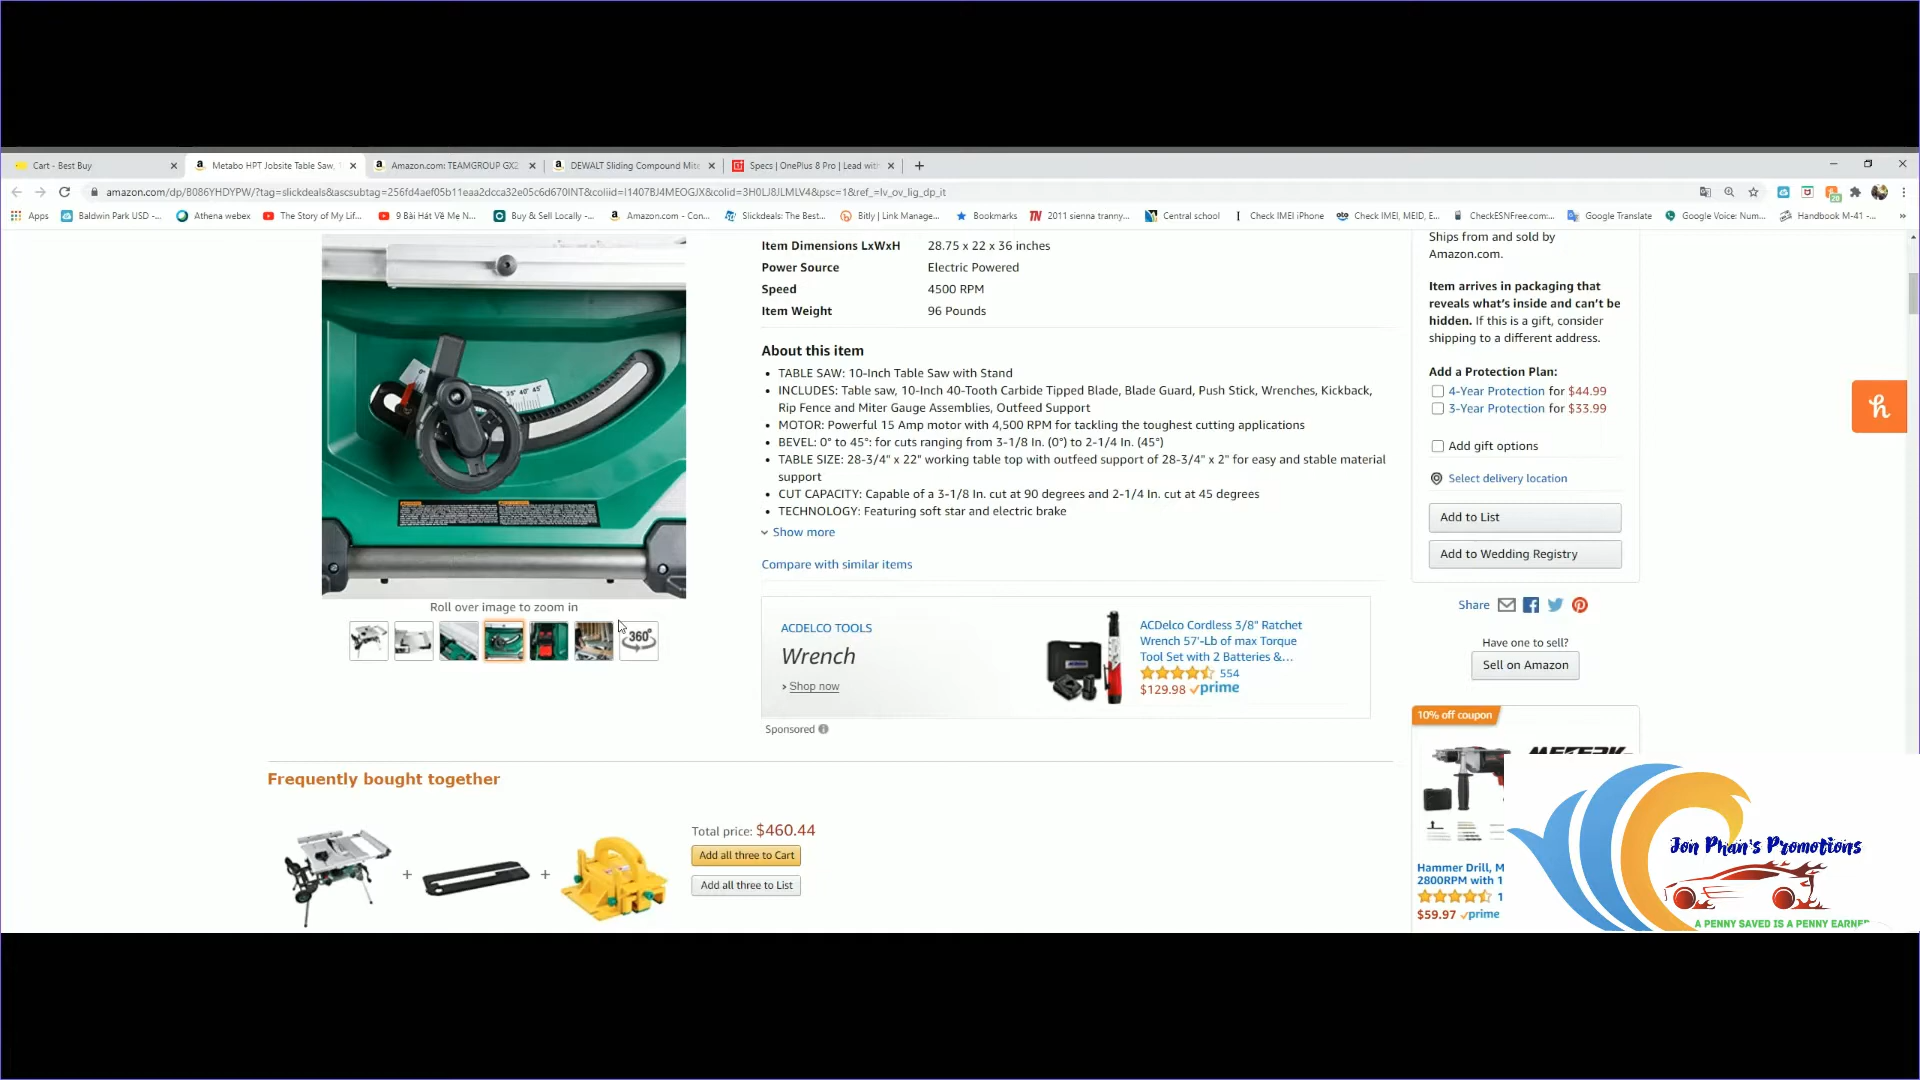 Cart - Best Buy
Metabo HPT Jobsite Table Saw,
Amazon.com: TEAMGROUP GX2
DEWALT Sliding Compound Mite
Specs | OnePlus 8 Pro | Lead with
amazon.com/dp/B086YHDYPW/?tag=slickdeals&ascsubtag=256fd4aef05b11eaa2dcca32e05c6d670INT&coliid=I1407BJ4MEOGJX&colid=3H0LJ8JLMLV4&psc=1&ref_=lv_ov_lig_dp_it
Apps
Baldwin Park USD -...
Athena webex
The Story of My Lif...
9 Bài Hát Về Mẹ N...
Buy & Sell Locally -...
Amazon.com - Con...
Slickdeals: The Best...
Bitly | Link Manage...
Bookmarks
2011 sienna tranny...
Central school
Check IMEI iPhone
Check IMEI, MEID, E...
CheckESNFree.com:...
Google Translate
Google Voice: Num...
Handbook M-41 -...
Roll over image to zoom in
360°
Item Dimensions LxWxH 28.75 x 22 x 36 inches
Power Source Electric Powered
Speed 4500 RPM
Item Weight 96 Pounds
About this item
TABLE SAW: 10-Inch Table Saw with Stand
INCLUDES: Table saw, 10-Inch 40-Tooth Carbide Tipped Blade, Blade Guard, Push Stick, Wrenches, Kickback,
Rip Fence and Miter Gauge Assemblies, Outfeed Support
MOTOR: Powerful 15 Amp motor with 4,500 RPM for tackling the toughest cutting applications
BEVEL: 0° to 45°: for cuts ranging from 3-1/8 In. (0°) to 2-1/4 In. (45°)
TABLE SIZE: 28-3/4" x 22" working table top with outfeed support of 28-3/4" x 2" for easy and stable material
support
CUT CAPACITY: Capable of a 3-1/8 In. cut at 90 degrees and 2-1/4 In. cut at 45 degrees
TECHNOLOGY: Featuring soft star and electric brake
Show more
Compare with similar items
ACDELCO TOOLS
Wrench
› Shop now
ACDelco Cordless 3/8" Ratchet
Wrench 57'-Lb of max Torque
Tool Set with 2 Batteries &...
554
$129.98 prime
Sponsored
Ships from and sold by
Amazon.com.
Item arrives in packaging that
reveals what's inside and can't be
hidden. If this is a gift, consider
shipping to a different address.
Add a Protection Plan:
4-Year Protection for $44.99
3-Year Protection for $33.99
Add gift options
Select delivery location
Add to List
Add to Wedding Registry
Share
Have one to sell?
Sell on Amazon
10% off coupon
Hammer Drill, M
2800RPM with 1
1
$59.97 prime
Frequently bought together
Total price: $460.44
Add all three to Cart
Add all three to List
Jon Phan's Promotions
A PENNY SAVED IS A PENNY EARNED